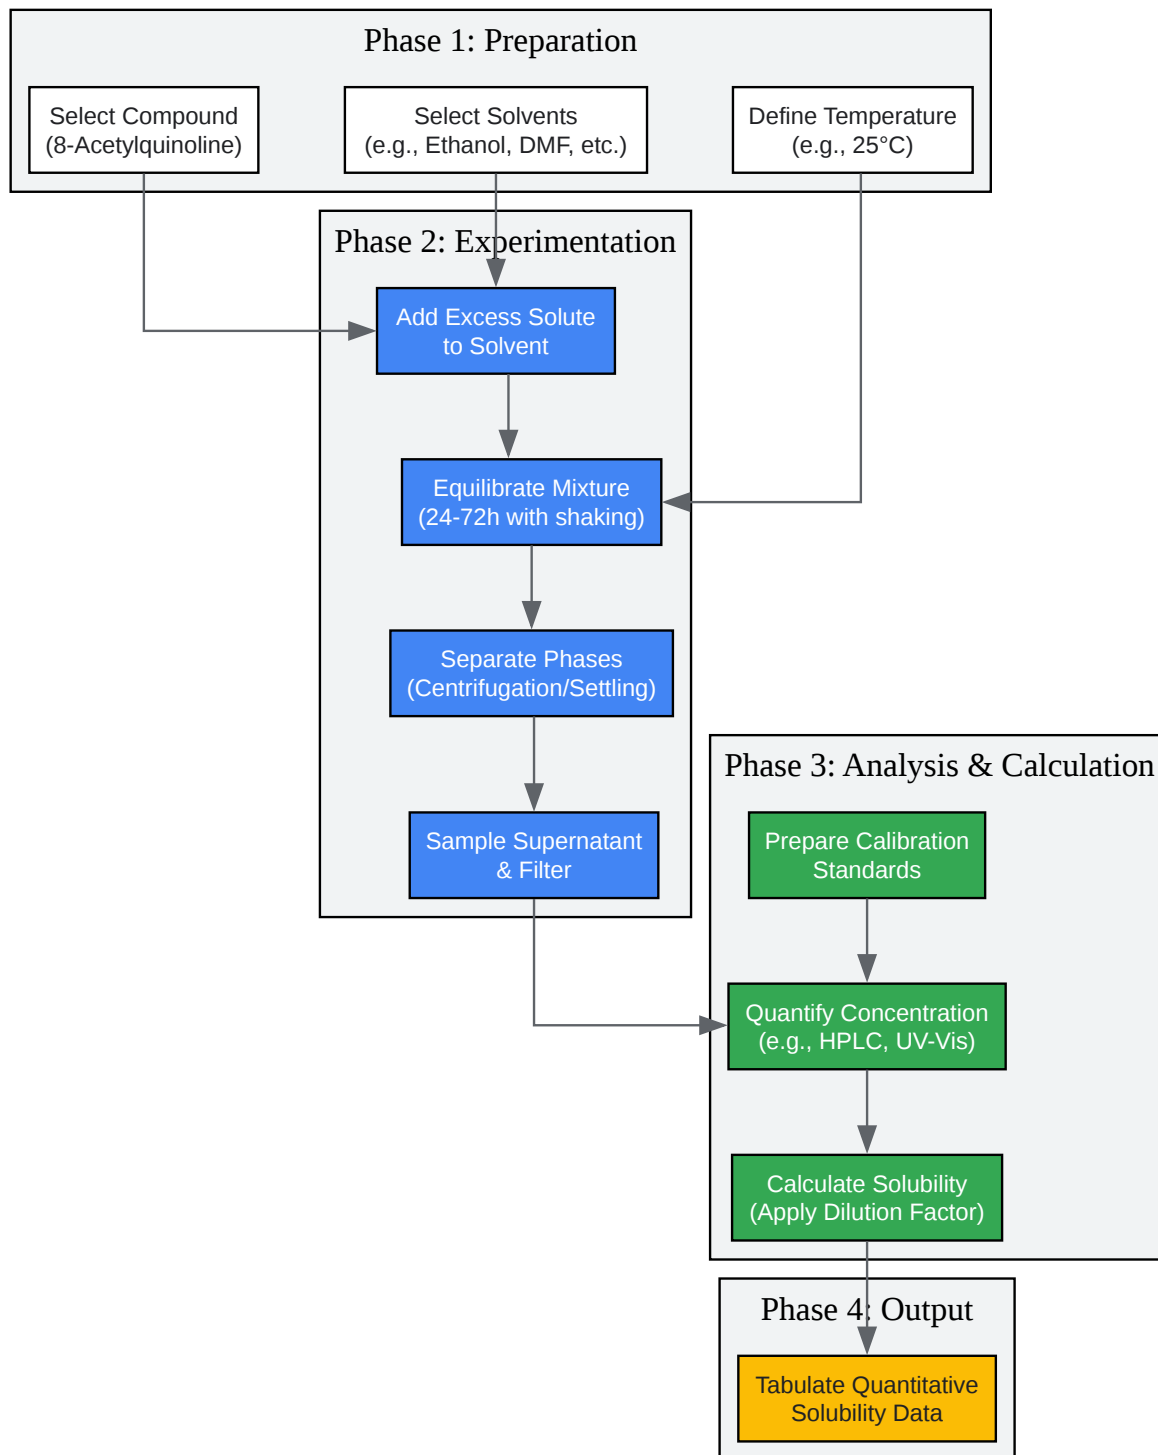 Phase 1: Preparation
Select Compound
(8-Acetylquinoline)
Select Solvents
(e.g., Ethanol, DMF, etc.)
Define Temperature
(e.g., 25°C)
Phase 2: Experimentation
Add Excess Solute
to Solvent
Equilibrate Mixture
(24-72h with shaking)
Separate Phases
(Centrifugation/Settling)
Sample Supernatant
& Filter
Phase 3: Analysis & Calculation
Prepare Calibration
Standards
Quantify Concentration
(e.g., HPLC, UV-Vis)
Calculate Solubility
(Apply Dilution Factor)
Phase 4: Output
Tabulate Quantitative
Solubility Data